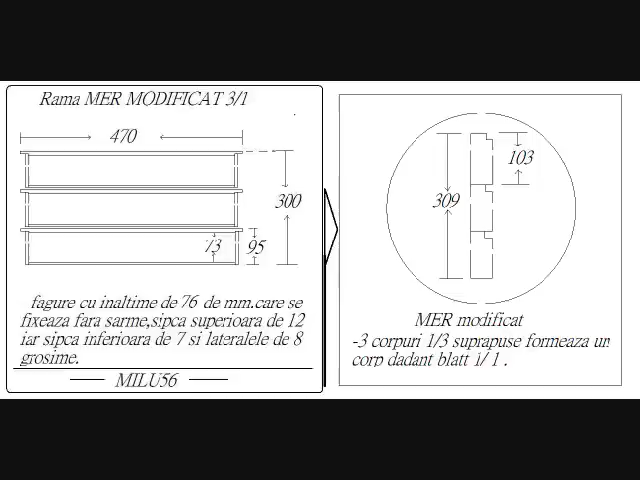 Rama MER MODIFICAT 3/1
470
300
73
95
fagure cu inaltime de 76 de mm.care se
fixeaza fara sarme,sipca superioara de 12
iar sipca inferioara de 7 si lateralele de 8
grosime.
MILU56
103
309
MER modificat
-3 corpuri 1/3 suprapuse formeaza un
corp dadant blatt 1/1 .